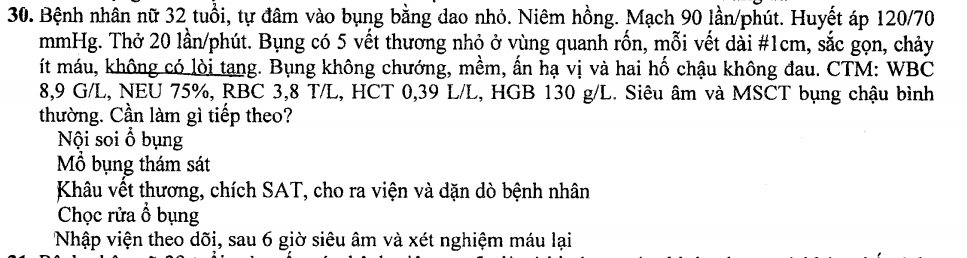 30. Bệnh nhân nữ 32 tuổi, tự đâm vào bụng bằng dao nhỏ. Niêm hồng. Mạch 90 lần/phút. Huyết áp 120/70
mmHg. Thở 20 lần/phút. Bụng có 5 vết thương nhỏ ở vùng quanh rốn, mỗi vết dài #1cm, sắc gọn, chảy
ít máu, không có lòi tạng. Bụng không chướng, mềm, ấn hạ vị và hai hố chậu không đau. CTM: WBC
8,9 G/L, NEU 75%, RBC 3,8 T/L, HCT 0,39 L/L, HGB 130 g/L. Siêu âm và MSCT bụng chậu bình
thường. Cần làm gì tiếp theo?
Nội soi ổ bụng
Mổ bụng thám sát
Khâu vết thương, chích SAT, cho ra viện và dặn dò bệnh nhân
Chọc rửa ổ bụng
Nhập viện theo dõi, sau 6 giờ siêu âm và xét nghiệm máu lại